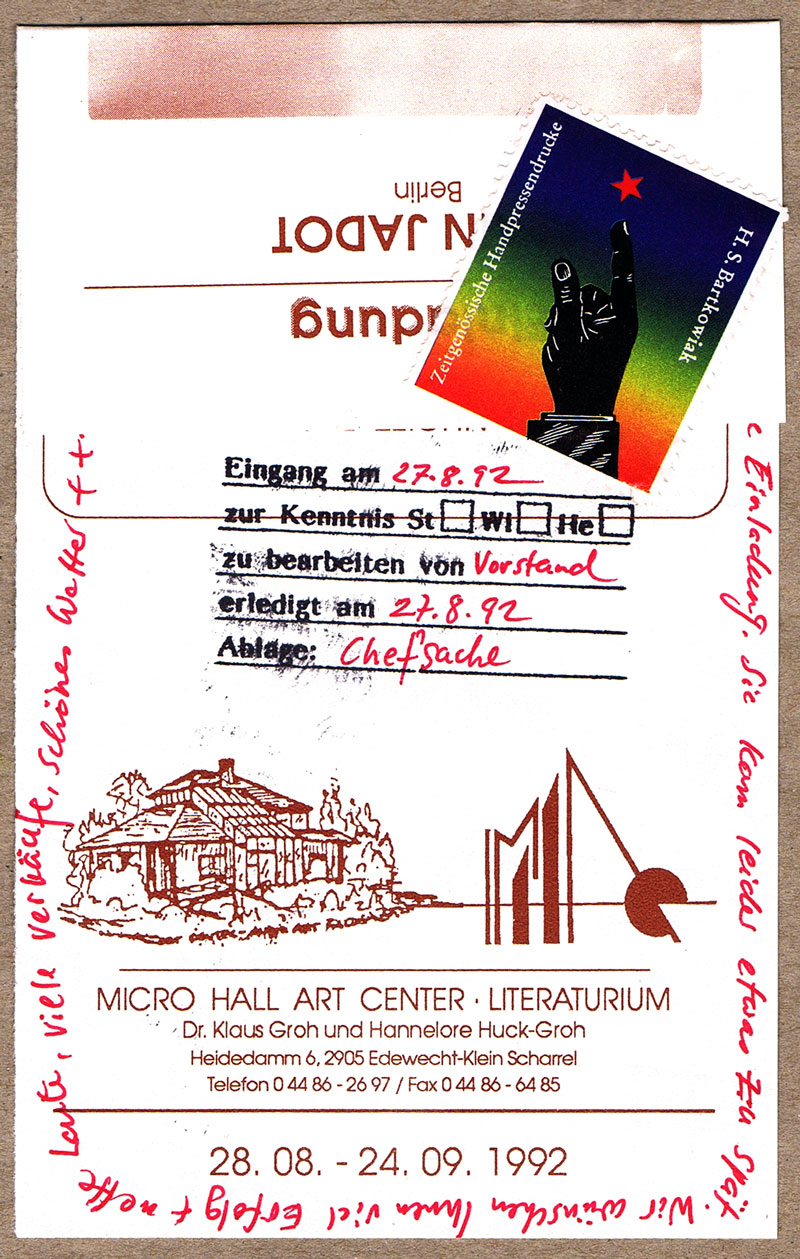 Berlin
N JADOT
dung
Zeitgenössische Handpressendrucke
H. S. Bartkowiak
Eingang am 27.8.92
zur Kenntnis St Wi He
zu bearbeiten von Vorstand
erledigt am 27.8.92
Ablage: Chefsache
MICRO HALL ART CENTER · LITERATURIUM
Dr. Klaus Groh und Hannelore Huck-Groh
Heidedamm 6, 2905 Edewecht-Klein Scharrel
Telefon 0 44 86 - 26 97 / Fax 0 44 86 - 64 85
28. 08. - 24. 09. 1992
Einladung. Sie kam leider etwas zu spät. Wir wünschen Ihnen viel Erfolg + nette Leute, viele Verkäufe, schönes Wetter ++.